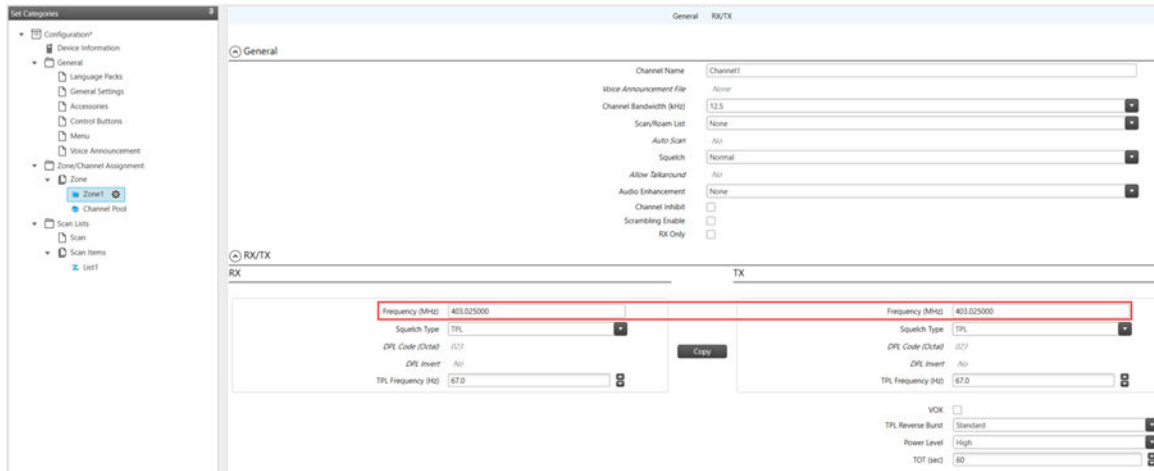 Set Categories
Configuration*
Device Information
General
Language Packs
General Settings
Accessories
Control Buttons
Menu
Voice Announcement
Zone/Channel Assignment
Zone
Zone1
Channel Pool
Scan Lists
Scan
Scan Items
List1
General RX/TX
General
Channel Name Channel1
Voice Announcement File None
Channel Bandwidth (kHz) 12.5
Scan/Roam List None
Auto Scan No
Squelch Normal
Allow Talkaround No
Audio Enhancement None
Channel Inhibit
Scrambling Enable
RX Only
RX/TX
RX TX
Frequency (MHz) 403.025000 Frequency (MHz) 403.025000
Squelch Type TPL Squelch Type TPL
DPL Code (Octal) 023 Copy DPL Code (Octal) 023
DPL Invert No DPL Invert No
TPL Frequency (Hz) 67.0 TPL Frequency (Hz) 67.0
VOX
TPL Reverse Burst Standard
Power Level High
TOT (sec) 60